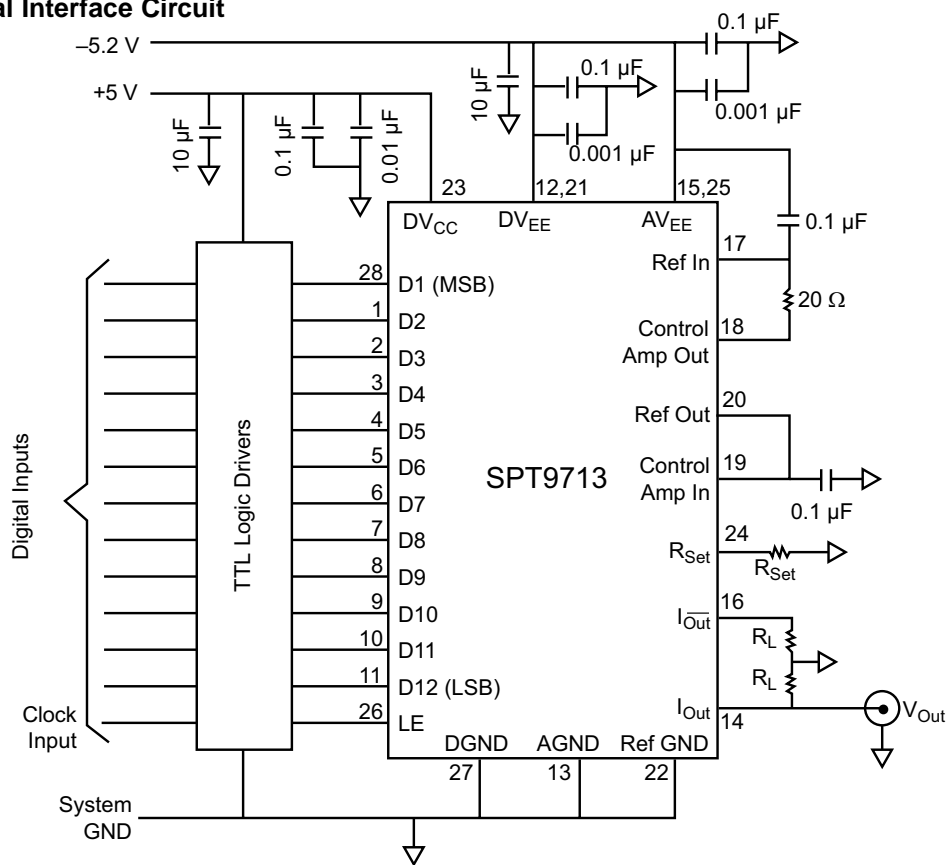 al Interface Circuit
–5.2 V
+5 V
10 µF
0.1 µF
0.01 µF
10 µF
0.1 µF
0.001 µF
0.1 µF
0.001 µF
23
12,21
15,25
DVCC
DVEE
AVEE
0.1 µF
17
Ref In
20 Ω
18
Control
Amp Out
20
Ref Out
19
Control
Amp In
0.1 µF
24
RSet
RSet
16
IOut
RL
RL
IOut
14
VOut
SPT9713
Digital Inputs
TTL Logic Drivers
28
D1 (MSB)
1
D2
2
D3
3
D4
4
D5
5
D6
6
D7
7
D8
8
D9
9
D10
10
D11
11
D12 (LSB)
26
LE
Clock
Input
DGND
AGND
Ref GND
27
13
22
System
GND